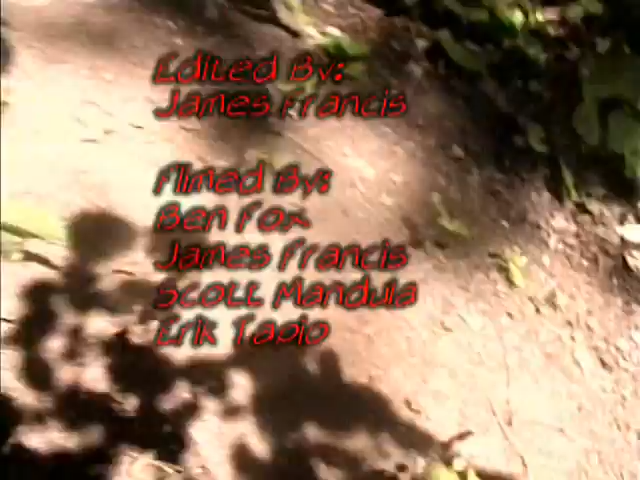 Edited By:
James Francis
Filmed By:
Ben Fox
James Francis
Scott Mandula
Erik Tapio